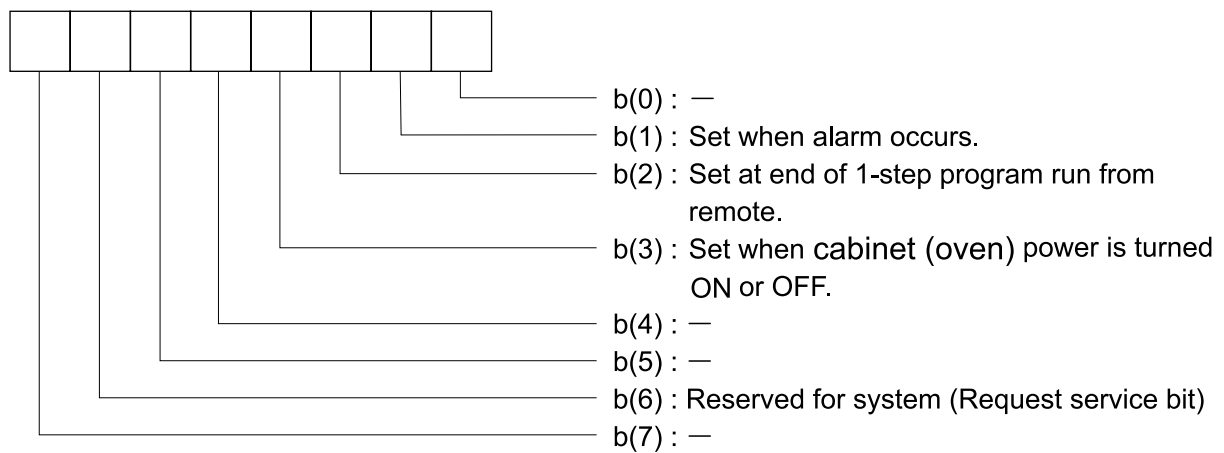 b(0) : —
b(1) : Set when alarm occurs.
b(2) : Set at end of 1-step program run from
remote.
b(3) : Set when cabinet (oven) power is turned
ON or OFF.
b(4) : —
b(5) : —
b(6) : Reserved for system (Request service bit)
b(7) : —